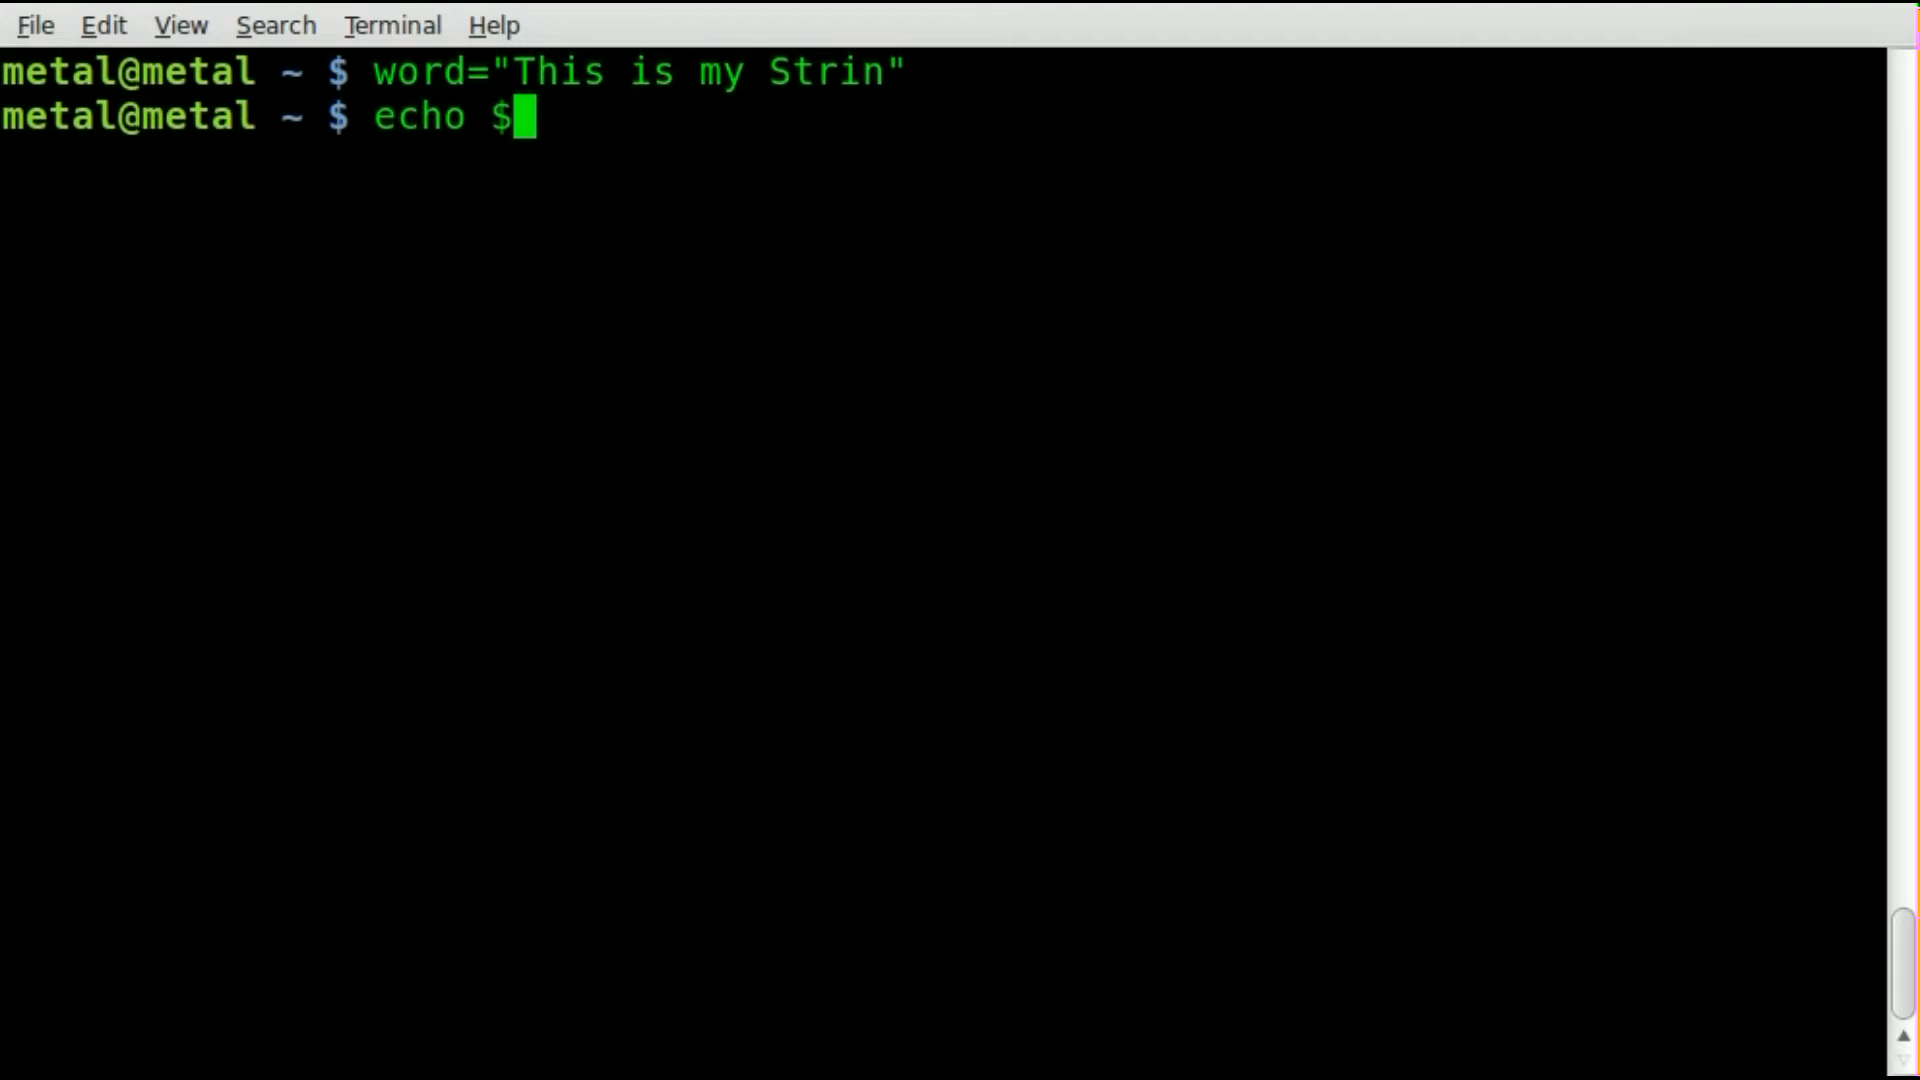 File Edit View Search Terminal Help
metal@metal ~ $ word="This is my Strin"
metal@metal ~ $ echo $